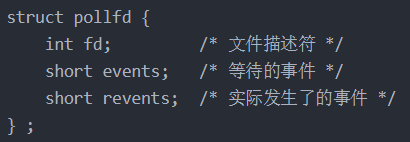 struct pollfd {
    int fd;         /* 文件描述符 */
    short events;   /* 等待的事件 */
    short revents;  /* 实际发生了的事件 */
} ;